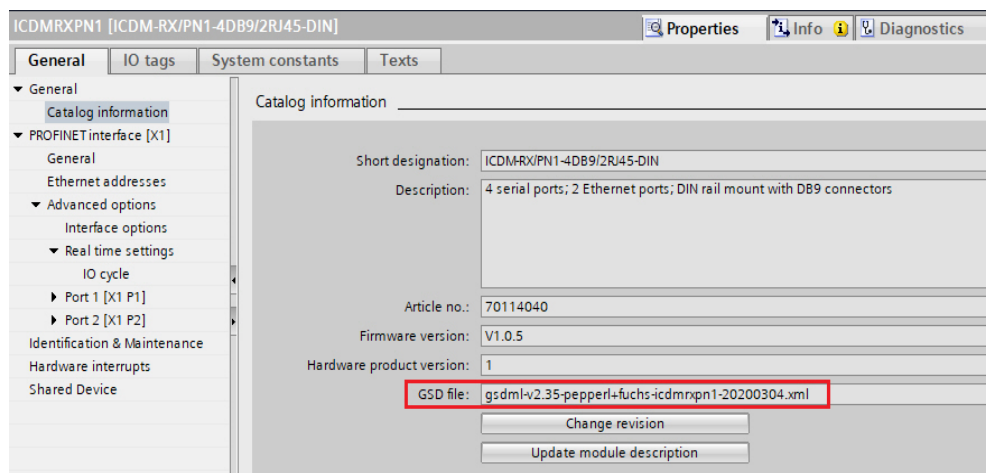 ICDMRXPN1 [ICDM-RX/PN1-4DB9/2RJ45-DIN]
Properties
Info
Diagnostics
General
IO tags
System constants
Texts
General
Catalog information
PROFINET interface [X1]
General
Ethernet addresses
Advanced options
Interface options
Real time settings
IO cycle
Port 1 [X1 P1]
Port 2 [X1 P2]
Identification & Maintenance
Hardware interrupts
Shared Device
Catalog information
Short designation: ICDM-RX/PN1-4DB9/2RJ45-DIN
Description: 4 serial ports; 2 Ethernet ports; DIN rail mount with DB9 connectors
Article no.: 70114040
Firmware version: V1.0.5
Hardware product version: 1
GSD file: gsdml-v2.35-pepperl+fuchs-icdmrxpn1-20200304.xml
Change revision
Update module description